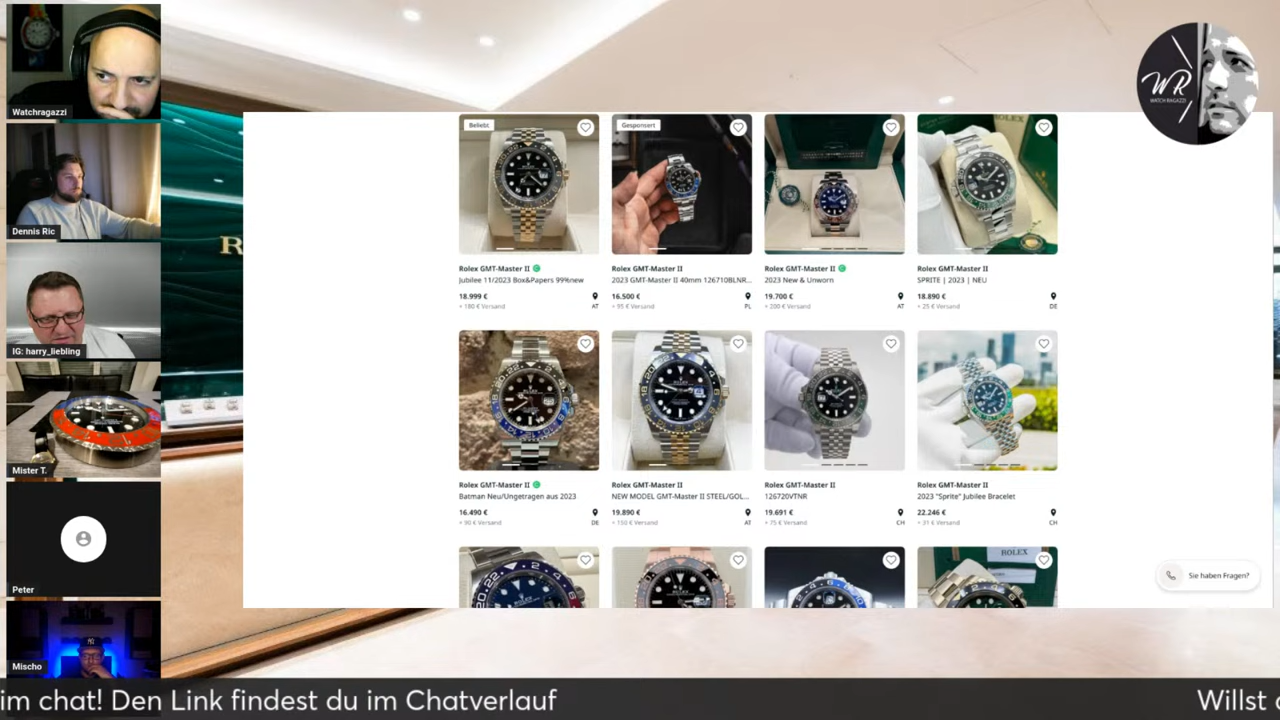 Watchragazzi
Dennis Ric
IG: harry_liebling
Mister T.
Peter
Mischo
WR
WATCH RAGAZZI
Beliebt
Gesponsert
Rolex GMT-Master II
Jubilee 11/2023 Box&Papers 99%new
18.999 €
+ 180 € Versand
AT
Rolex GMT-Master II
2023 GMT-Master II 40mm 126710BLNR...
16.500 €
+ 95 € Versand
PL
Rolex GMT-Master II
2023 New & Unworn
19.700 €
+ 200 € Versand
AT
Rolex GMT-Master II
SPRITE | 2023 | NEU
18.890 €
+ 25 € Versand
DE
Rolex GMT-Master II
Batman Neu/Ungetragen aus 2023
16.490 €
+ 90 € Versand
DE
Rolex GMT-Master II
NEW MODEL GMT-Master II STEEL/GOL...
19.890 €
+ 150 € Versand
AT
Rolex GMT-Master II
126720VTNR
19.691 €
+ 75 € Versand
CH
Rolex GMT-Master II
2023 "Sprite" Jubilee Bracelet
22.246 €
+ 31 € Versand
CH
ROLEX
Sie haben Fragen?
im chat! Den Link findest du im Chatverlauf
Willst